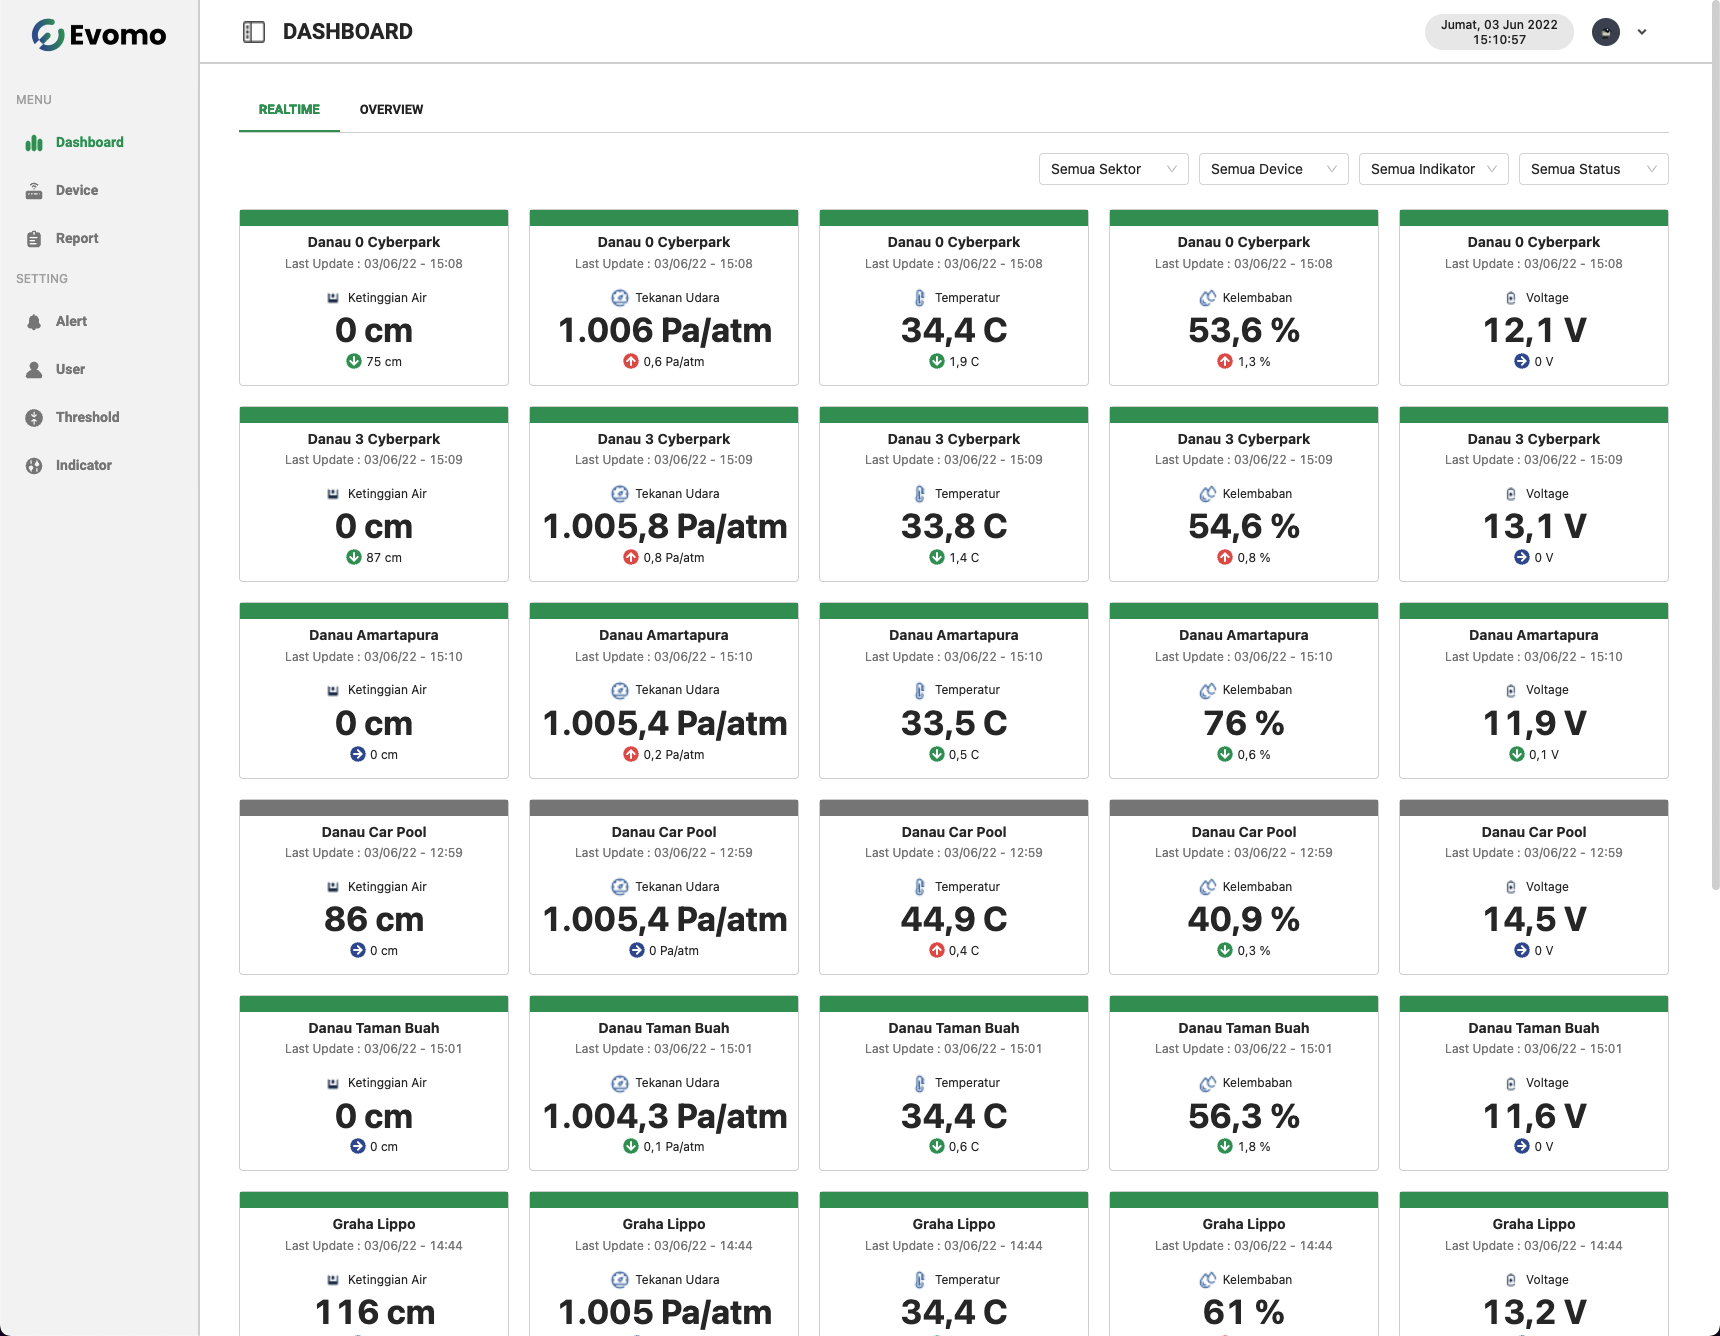 Evomo
DASHBOARD
Jumat, 03 Jun 2022
15:10:57
MENU
Dashboard
Device
Report
SETTING
Alert
User
Threshold
Indicator
REALTIME OVERVIEW
Semua Sektor Semua Device Semua Indikator Semua Status
Danau 0 Cyberpark Danau 0 Cyberpark Danau 0 Cyberpark Danau 0 Cyberpark Danau 0 Cyberpark
Last Update : 03/06/22 - 15:08 Last Update : 03/06/22 - 15:08 Last Update : 03/06/22 - 15:08 Last Update : 03/06/22 - 15:08 Last Update : 03/06/22 - 15:08
Ketinggian Air Tekanan Udara Temperatur Kelembaban Voltage
0 cm 1.006 Pa/atm 34,4 C 53,6 % 12,1 V
75 cm 0,6 Pa/atm 1,9 C 1,3 % 0 V
Danau 3 Cyberpark Danau 3 Cyberpark Danau 3 Cyberpark Danau 3 Cyberpark Danau 3 Cyberpark
Last Update : 03/06/22 - 15:09 Last Update : 03/06/22 - 15:09 Last Update : 03/06/22 - 15:09 Last Update : 03/06/22 - 15:09 Last Update : 03/06/22 - 15:09
Ketinggian Air Tekanan Udara Temperatur Kelembaban Voltage
0 cm 1.005,8 Pa/atm 33,8 C 54,6 % 13,1 V
87 cm 0,8 Pa/atm 1,4 C 0,8 % 0 V
Danau Amartapura Danau Amartapura Danau Amartapura Danau Amartapura Danau Amartapura
Last Update : 03/06/22 - 15:10 Last Update : 03/06/22 - 15:10 Last Update : 03/06/22 - 15:10 Last Update : 03/06/22 - 15:10 Last Update : 03/06/22 - 15:10
Ketinggian Air Tekanan Udara Temperatur Kelembaban Voltage
0 cm 1.005,4 Pa/atm 33,5 C 76 % 11,9 V
0 cm 0,2 Pa/atm 0,5 C 0,6 % 0,1 V
Danau Car Pool Danau Car Pool Danau Car Pool Danau Car Pool Danau Car Pool
Last Update : 03/06/22 - 12:59 Last Update : 03/06/22 - 12:59 Last Update : 03/06/22 - 12:59 Last Update : 03/06/22 - 12:59 Last Update : 03/06/22 - 12:59
Ketinggian Air Tekanan Udara Temperatur Kelembaban Voltage
86 cm 1.005,4 Pa/atm 44,9 C 40,9 % 14,5 V
0 cm 0 Pa/atm 0,4 C 0,3 % 0 V
Danau Taman Buah Danau Taman Buah Danau Taman Buah Danau Taman Buah Danau Taman Buah
Last Update : 03/06/22 - 15:01 Last Update : 03/06/22 - 15:01 Last Update : 03/06/22 - 15:01 Last Update : 03/06/22 - 15:01 Last Update : 03/06/22 - 15:01
Ketinggian Air Tekanan Udara Temperatur Kelembaban Voltage
0 cm 1.004,3 Pa/atm 34,4 C 56,3 % 11,6 V
0 cm 0,1 Pa/atm 0,6 C 1,8 % 0 V
Graha Lippo Graha Lippo Graha Lippo Graha Lippo Graha Lippo
Last Update : 03/06/22 - 14:44 Last Update : 03/06/22 - 14:44 Last Update : 03/06/22 - 14:44 Last Update : 03/06/22 - 14:44 Last Update : 03/06/22 - 14:44
Ketinggian Air Tekanan Udara Temperatur Kelembaban Voltage
116 cm 1.005 Pa/atm 34,4 C 61 % 13,2 V